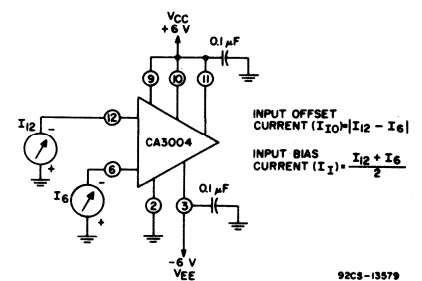 VCC
+6 V
0.1 µF
9
10
11
12
I12
-
+
CA3004
INPUT OFFSET
CURRENT (IIO)=|I12 - I6|
INPUT BIAS
CURRENT (II)= I12 + I6
2
6
-
I6
+
2
3
0.1 µF
-6 V
VEE
92CS-13579